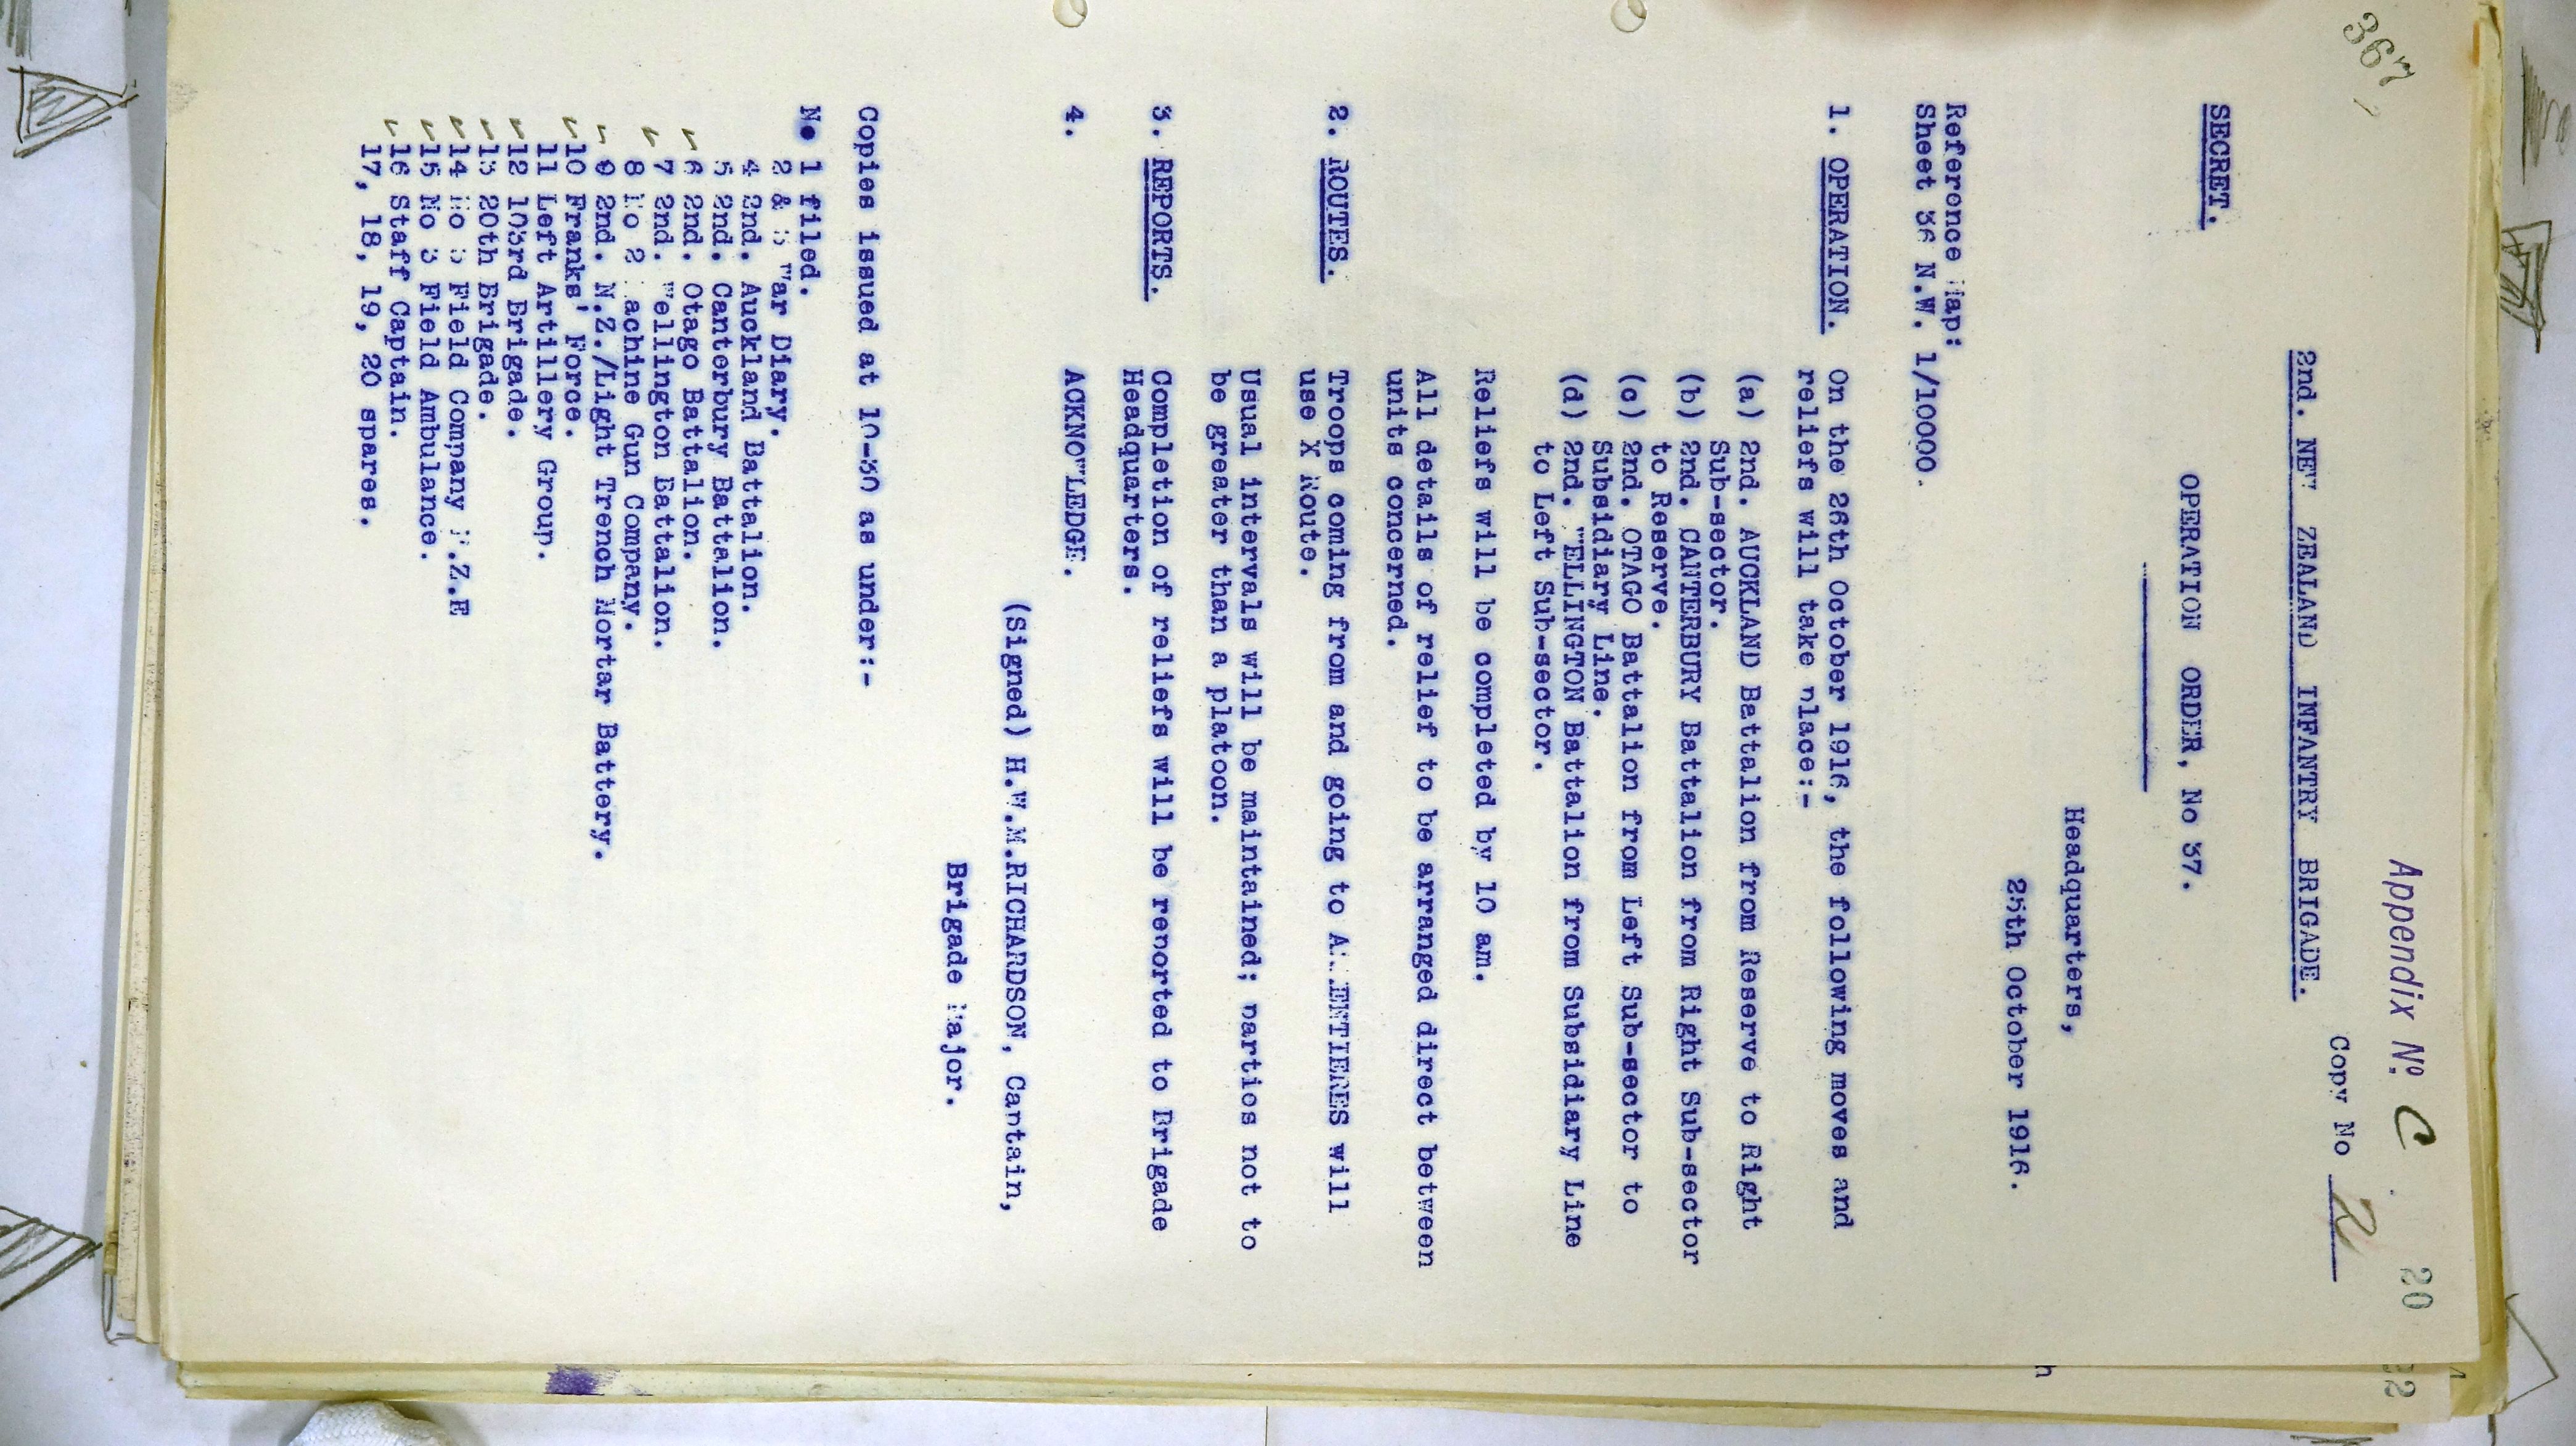 367
Appendix Nº C
20
Copy No 2
2nd. NEW ZEALAND INFANTRY BRIGADE.
SECRET.
OPERATION ORDER, No 37.
Headquarters,
25th October 1916.
Reference Map:
Sheet 36 N.W. 1/10000.
1. OPERATION. On the 26th October 1916, the following moves and
reliefs will take place:-
(a) 2nd. AUCKLAND Battalion from Reserve to Right
Sub-sector.
(b) 2nd. CANTERBURY Battalion from Right Sub-sector
to Reserve.
(c) 2nd. OTAGO Battalion from Left Sub-sector to
Subsidiary Line.
(d) 2nd. WELLINGTON Battalion from Subsidiary Line
to Left Sub-sector.
Reliefs will be completed by 10 am.
All details of relief to be arranged direct between
units concerned.
2. ROUTES. Troops coming from and going to ARMENTIERES will
use X Route.
Usual intervals will be maintained; parties not to
be greater than a platoon.
3. REPORTS. Completion of reliefs will be reported to Brigade
Headquarters.
4. ACKNOWLEDGE.
(Signed) H.W.M.RICHARDSON, Captain,
Brigade Major.
Copies issued at 10-30 as under:-
No 1 filed.
2 & 3 War Diary.
4 2nd. Auckland Battalion.
5 2nd. Canterbury Battalion.
6 2nd. Otago Battalion.
7 2nd. Wellington Battalion.
8 No 2 Machine Gun Company.
9 2nd. N.Z./Light Trench Mortar Battery.
10 Franks' Force.
11 Left Artillery Group.
12 103rd Brigade.
13 20th Brigade.
14 No 3 Field Company N.Z.E
15 No 3 Field Ambulance.
16 Staff Captain.
17, 18, 19, 20 spares.